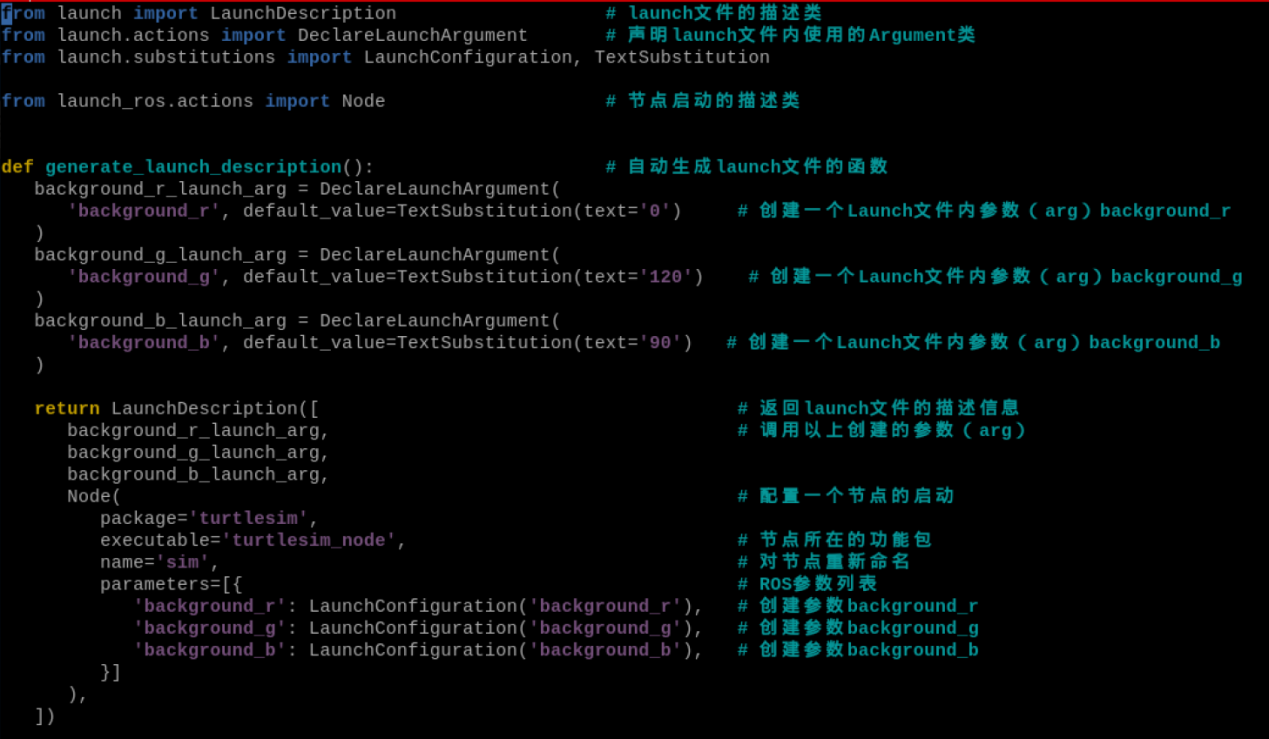 from launch import LaunchDescription                   # launch文件的描述类
from launch.actions import DeclareLaunchArgument       # 声明launch文件内使用的Argument类
from launch.substitutions import LaunchConfiguration, TextSubstitution

from launch_ros.actions import Node                    # 节点启动的描述类


def generate_launch_description():                     # 自动生成launch文件的函数
   background_r_launch_arg = DeclareLaunchArgument(
      'background_r', default_value=TextSubstitution(text='0')     # 创建一个Launch文件内参数（arg）background_r
   )
   background_g_launch_arg = DeclareLaunchArgument(
      'background_g', default_value=TextSubstitution(text='120')    # 创建一个Launch文件内参数（arg）background_g
   )
   background_b_launch_arg = DeclareLaunchArgument(
      'background_b', default_value=TextSubstitution(text='90')   # 创建一个Launch文件内参数（arg）background_b
   )

   return LaunchDescription([                                      # 返回launch文件的描述信息
      background_r_launch_arg,                                     # 调用以上创建的参数（arg）
      background_g_launch_arg,
      background_b_launch_arg,
      Node(                                                        # 配置一个节点的启动
         package='turtlesim',
         executable='turtlesim_node',                              # 节点所在的功能包
         name='sim',                                               # 对节点重新命名
         parameters=[{                                             # ROS参数列表
            'background_r': LaunchConfiguration('background_r'),   # 创建参数background_r
            'background_g': LaunchConfiguration('background_g'),   # 创建参数background_g
            'background_b': LaunchConfiguration('background_b'),   # 创建参数background_b
         }]
      ),
   ])